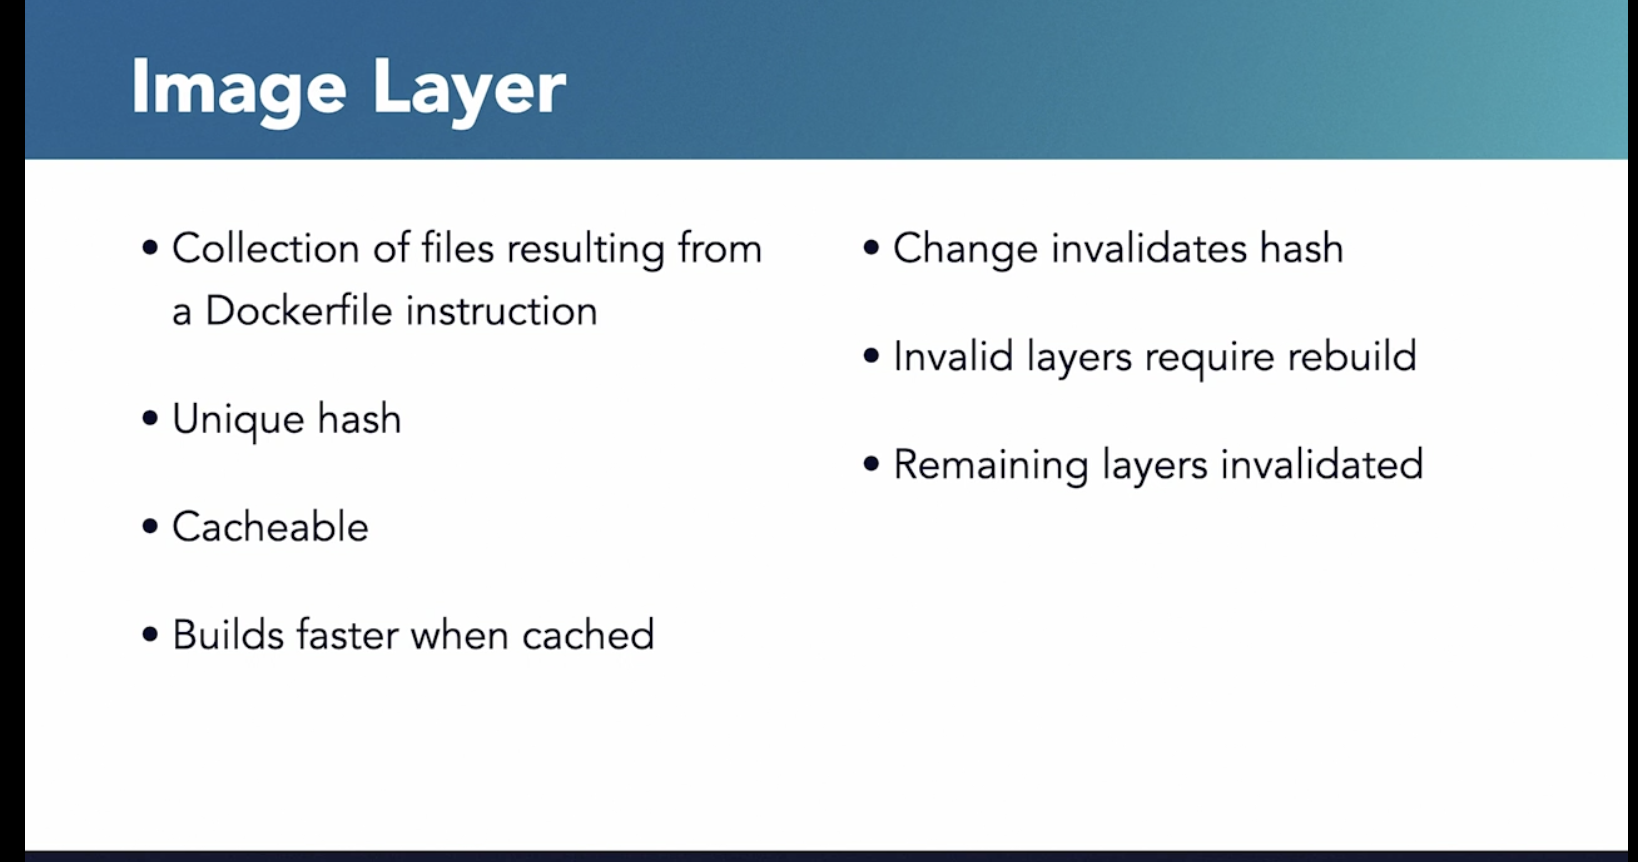 Image Layer
• Collection of files resulting from
a Dockerfile instruction
• Unique hash
• Cacheable
• Builds faster when cached
• Change invalidates hash
• Invalid layers require rebuild
• Remaining layers invalidated